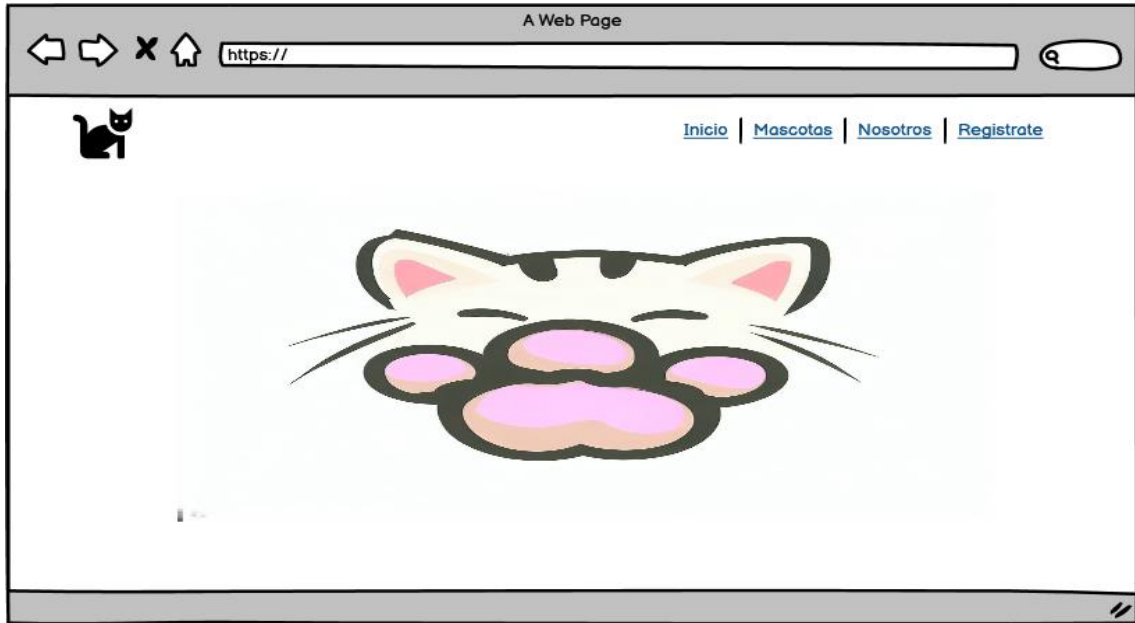 A Web Page
https://
Inicio | Mascotas | Nosotros | Registrate